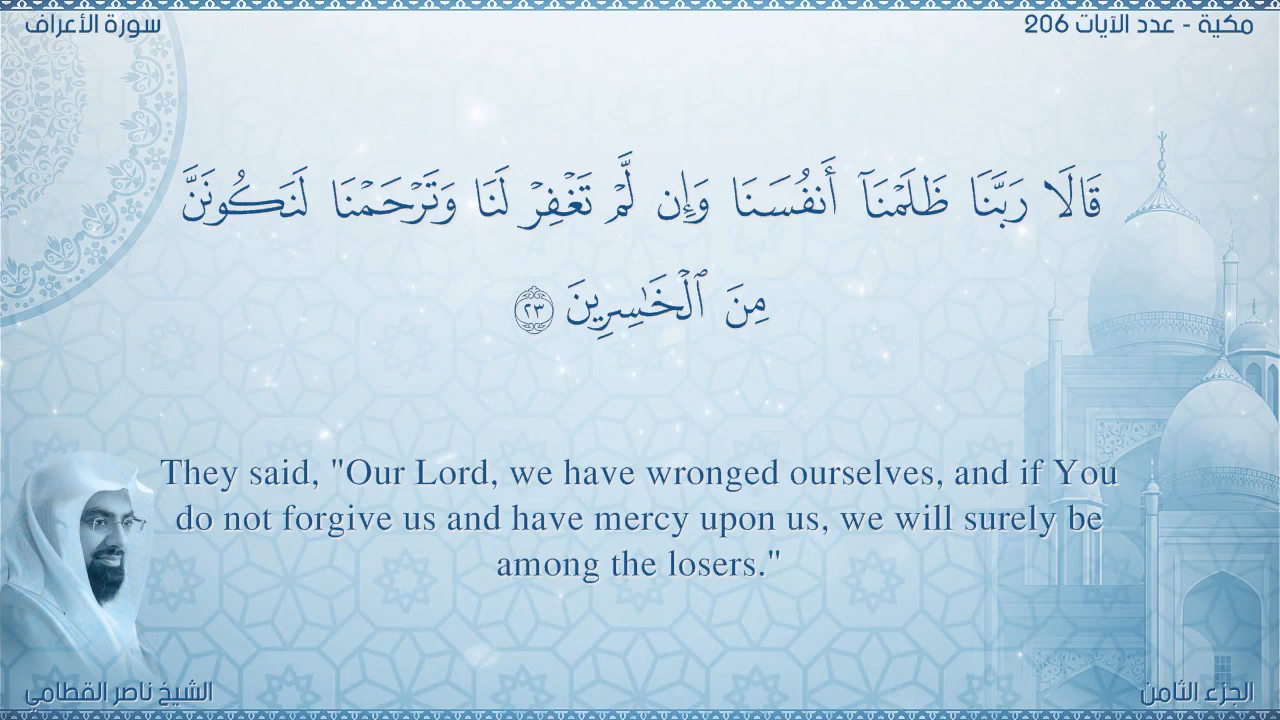 سورة الأعراف
مكية - عدد الآيات 206
قَالَا رَبَّنَا ظَلَمْنَآ أَنفُسَنَا وَإِن لَّمْ تَغْفِرْ لَنَا وَتَرْحَمْنَا لَنَكُونَنَّ
مِنَ ٱلْخَـٰسِرِينَ ٢٣
They said, "Our Lord, we have wronged ourselves, and if You
do not forgive us and have mercy upon us, we will surely be
among the losers."
الشيخ ناصر القطامي
الجزء الثامن